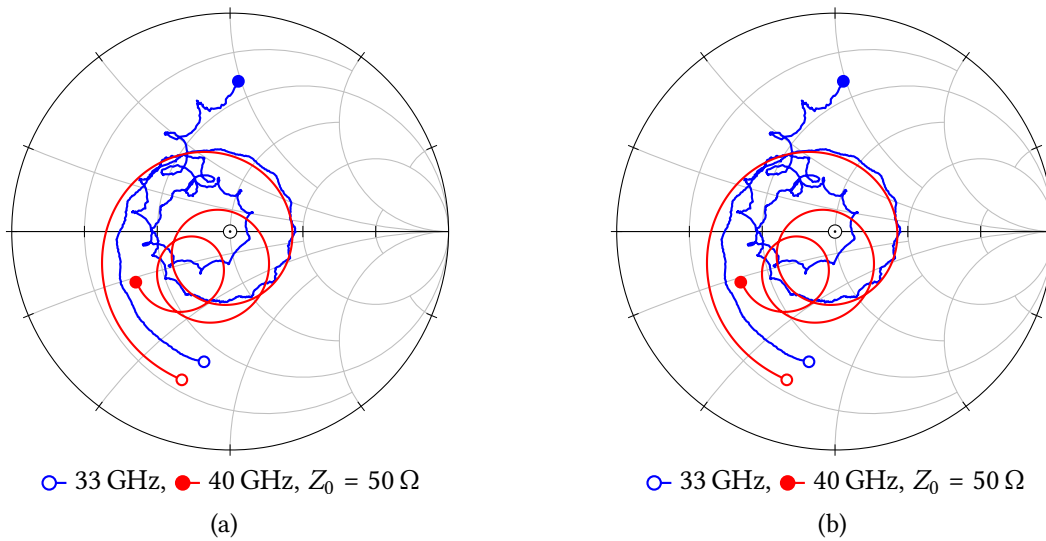 33 GHz, 40 GHz, Z₀ = 50 Ω
33 GHz, 40 GHz, Z₀ = 50 Ω
(a)
(b)